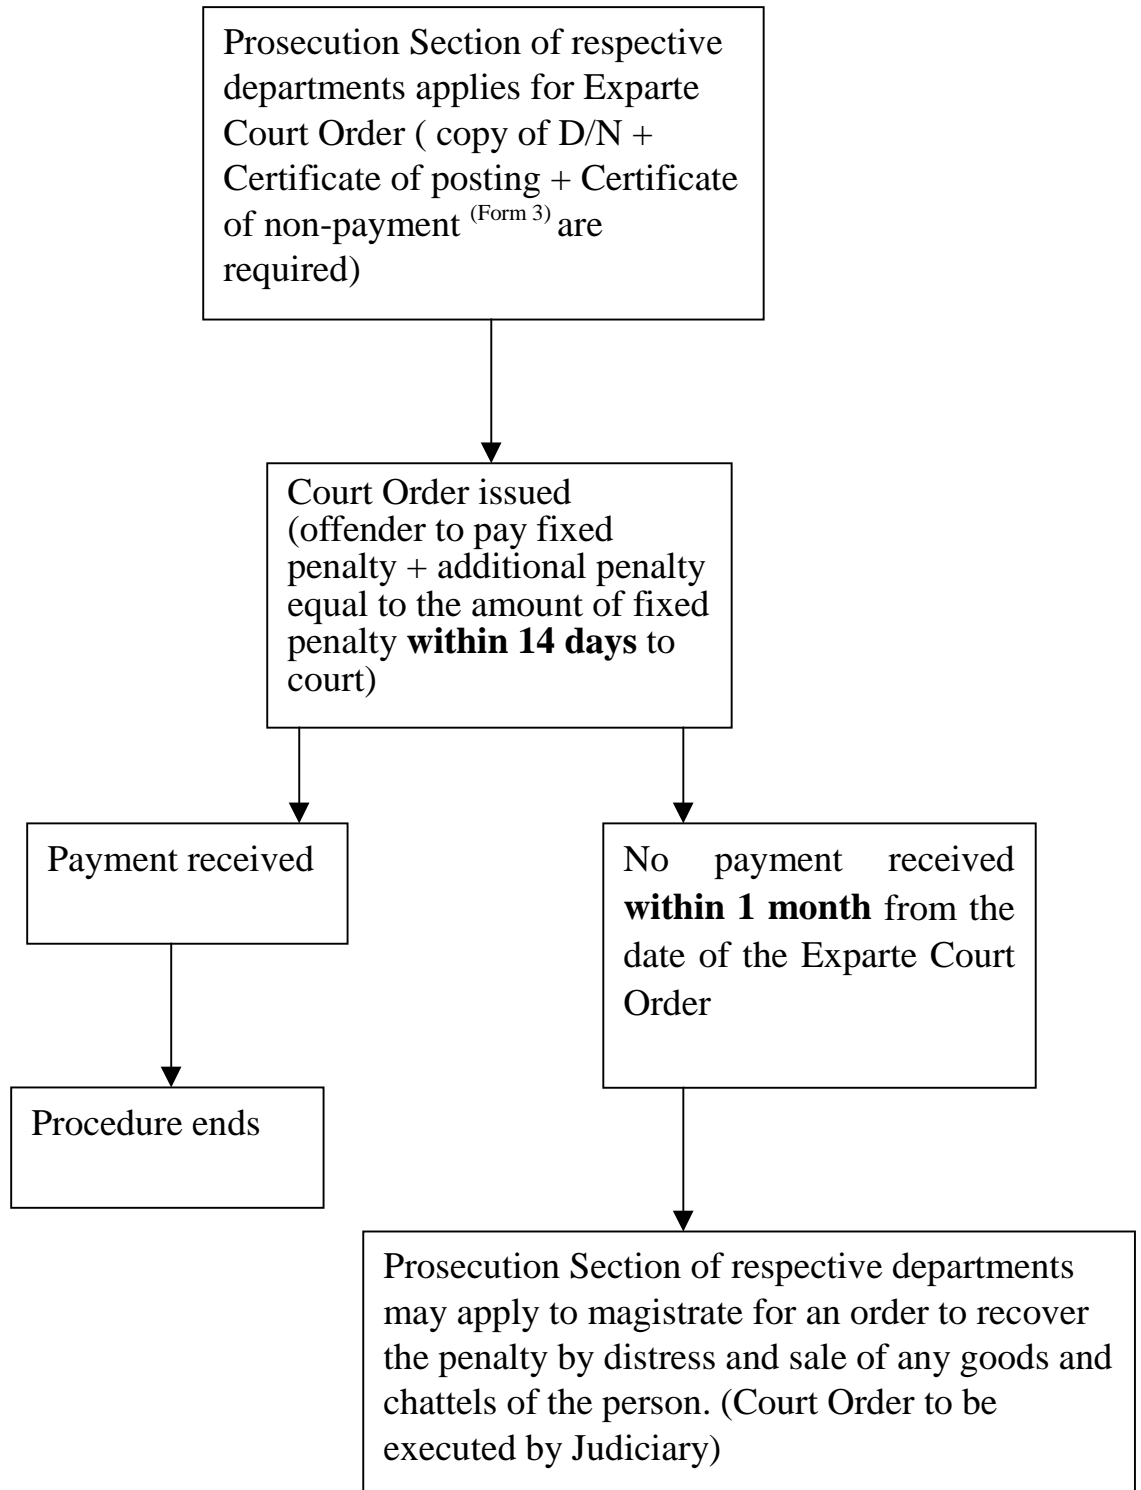 Prosecution Section of respective
departments applies for Exparte
Court Order ( copy of D/N +
Certificate of posting + Certificate
of non-payment (Form 3) are
required)
Court Order issued
(offender to pay fixed
penalty + additional penalty
equal to the amount of fixed
penalty within 14 days to
court)
Payment received
No payment received
within 1 month from the
date of the Exparte Court
Order
Procedure ends
Prosecution Section of respective departments
may apply to magistrate for an order to recover
the penalty by distress and sale of any goods and
chattels of the person. (Court Order to be
executed by Judiciary)